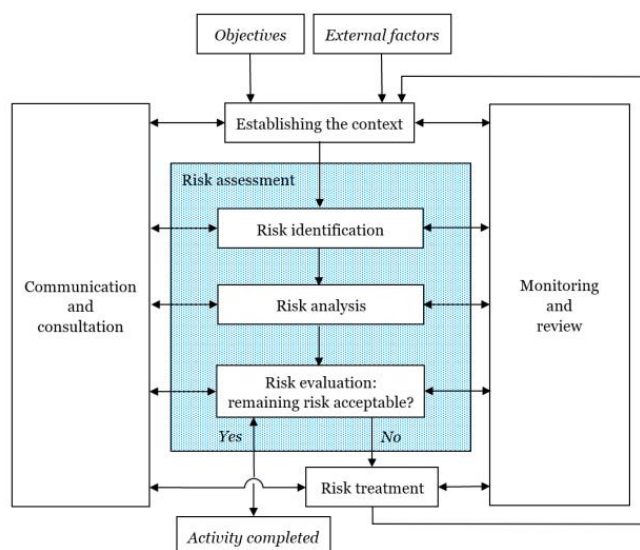 Objectives
External factors
Establishing the context
Risk assessment
Risk identification
Communication
and
consultation
Risk analysis
Monitoring
and
review
Risk evaluation:
remaining risk acceptable?
Yes
No
Risk treatment
Activity completed